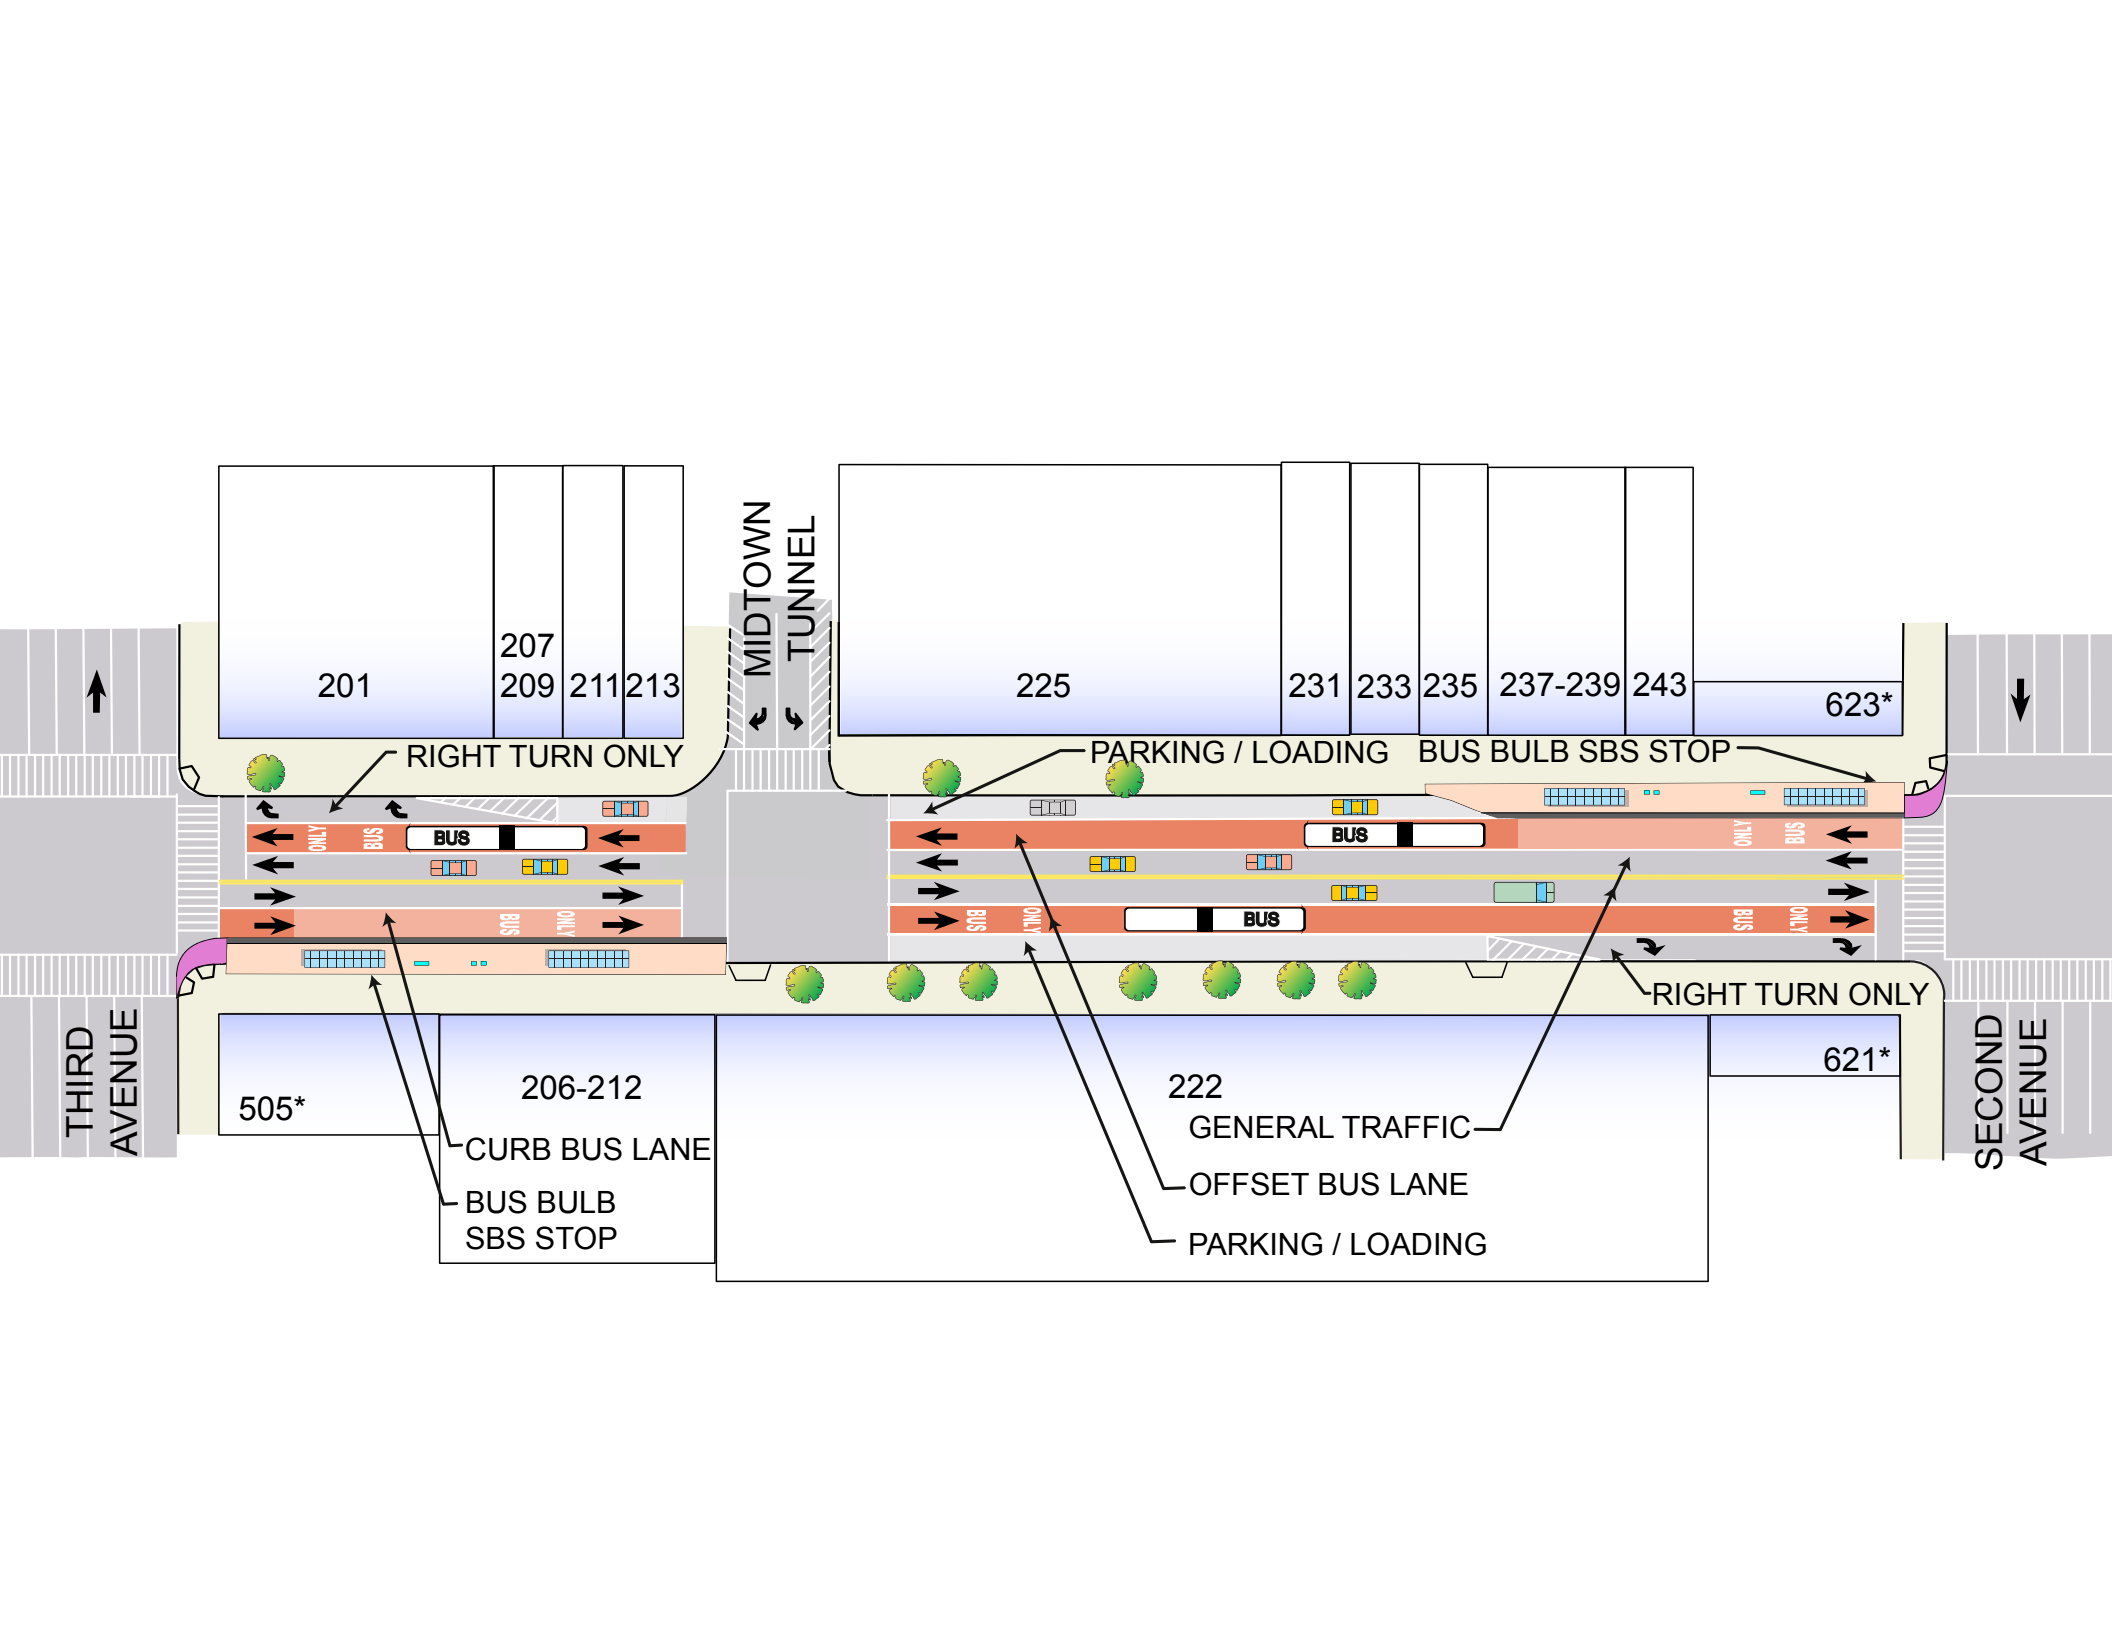 MIDTOWN
TUNNEL
207
201
209
211
213
225
231
233
235
237-239
243
623*
RIGHT TURN ONLY
PARKING / LOADING
BUS BULB SBS STOP
ONLY
BUS
BUS
BUS
ONLY
BUS
BUS
ONLY
BUS
ONLY
BUS
BUS
ONLY
RIGHT TURN ONLY
THIRD
AVENUE
SECOND
AVENUE
505*
206-212
222
621*
CURB BUS LANE
BUS BULB
SBS STOP
GENERAL TRAFFIC
OFFSET BUS LANE
PARKING / LOADING